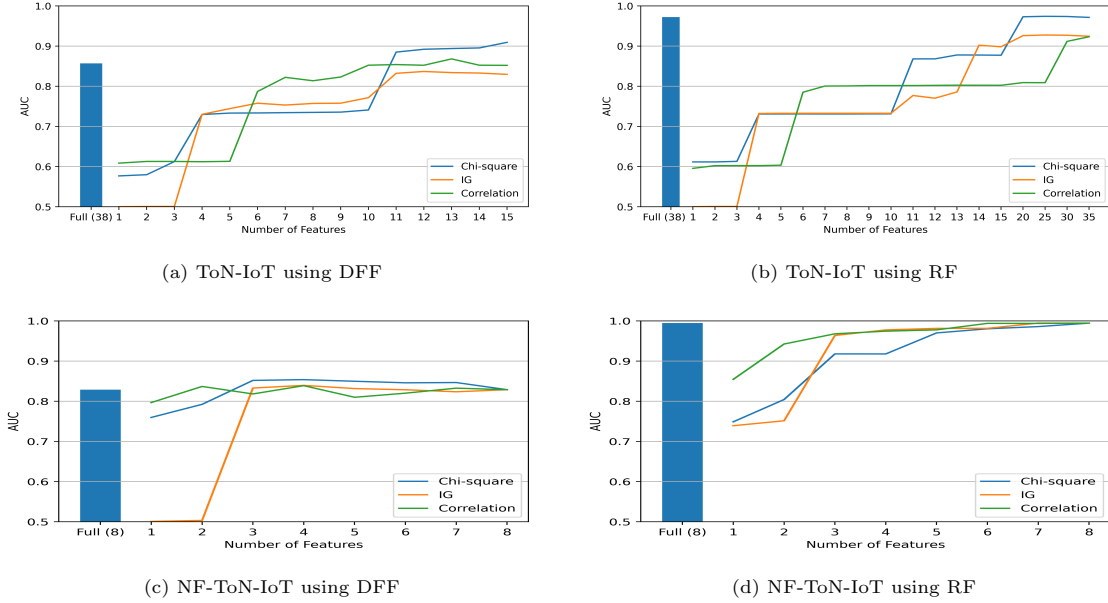 1.0
0.9
0.8
0.7
0.6
0.5
AUC
Chi-square
IG
Correlation
Full (38) 1 2 3 4 5 6 7 8 9 10 11 12 13 14 15
Number of Features
(a) ToN-IoT using DFF
1.0
0.9
0.8
0.7
0.6
0.5
AUC
Chi-square
IG
Correlation
Full (38) 1 2 3 4 5 6 7 8 9 10 11 12 13 14 15 20 25 30 35
Number of Features
(b) ToN-IoT using RF
1.0
0.9
0.8
0.7
0.6
0.5
AUC
Chi-square
IG
Correlation
Full (8) 1 2 3 4 5 6 7 8
Number of Features
(c) NF-ToN-IoT using DFF
1.0
0.9
0.8
0.7
0.6
0.5
AUC
Chi-square
IG
Correlation
Full (8) 1 2 3 4 5 6 7 8
Number of Features
(d) NF-ToN-IoT using RF